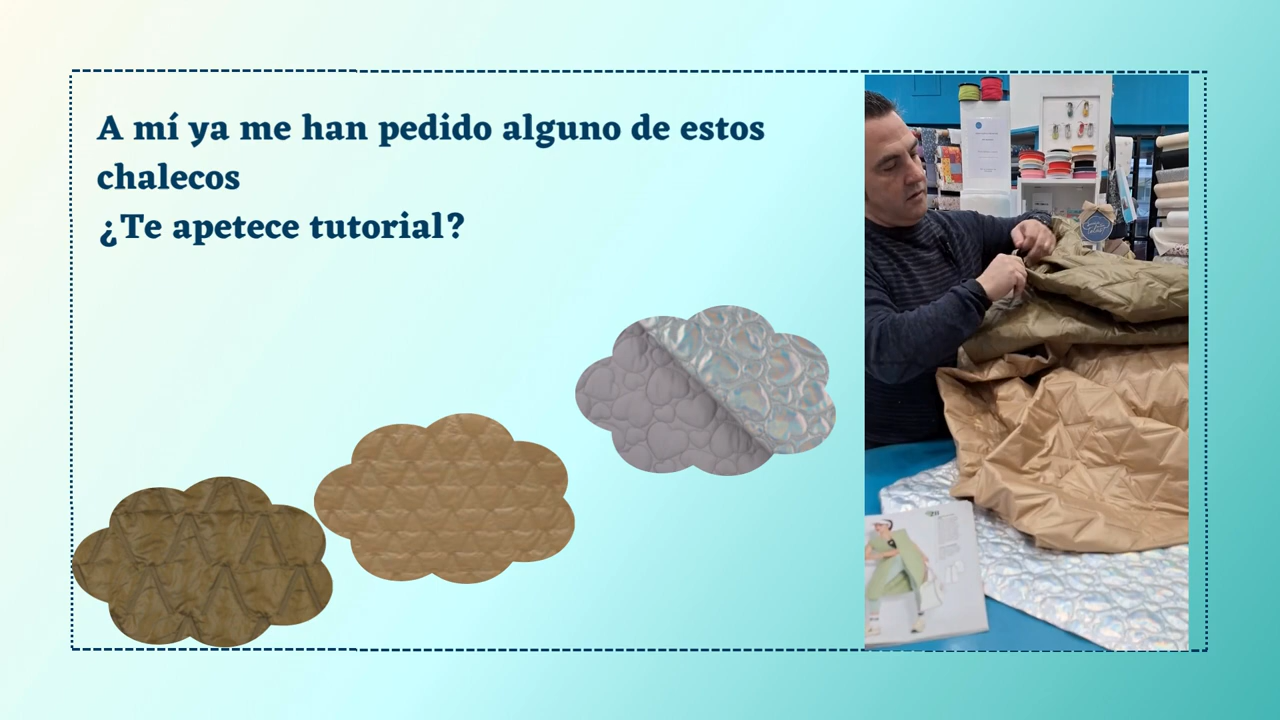 A mí ya me han pedido alguno de estos
chalecos
¿Te apetece tutorial?